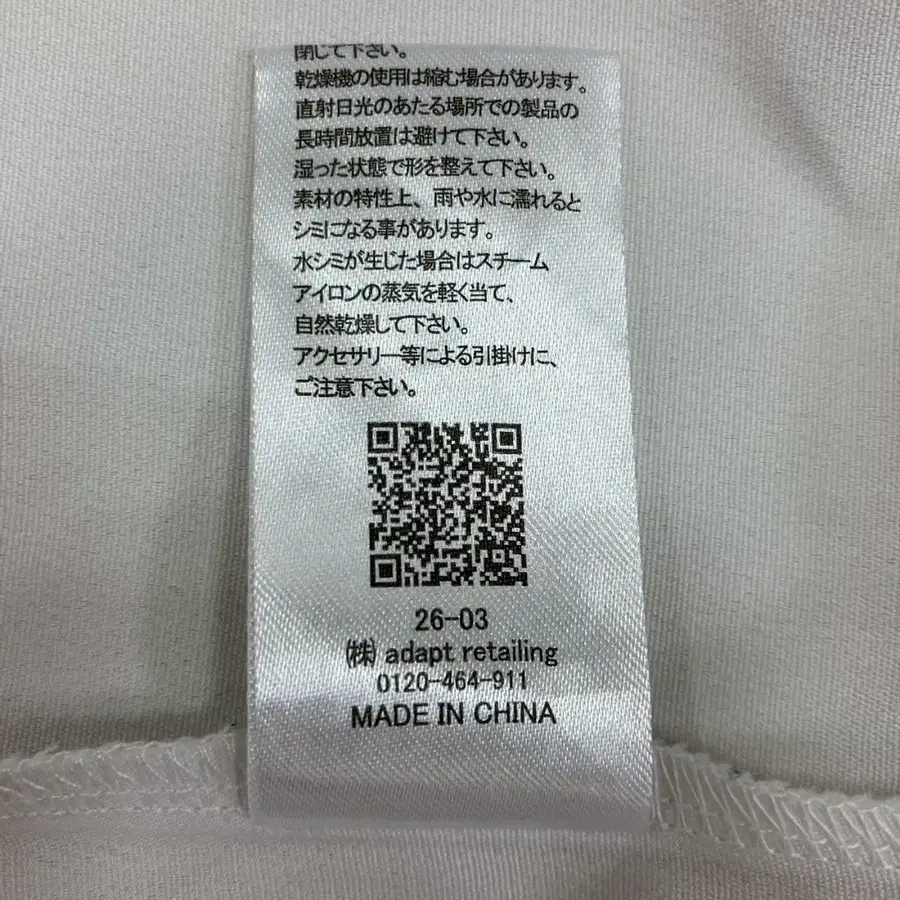 閉じて下さい。
乾燥機の使用は縮む場合があります。
直射日光のあたる場所での製品の
長時間放置は避けて下さい。
湿った状態で形を整えて下さい。
素材の特性上、雨や水に濡れると
シミになる事があります。
水シミが生じた場合はスチーム
アイロンの蒸気を軽く当て、
自然乾燥して下さい。
アクセサリー等による引掛けに、
ご注意下さい。
26-03
㈱ adapt retailing
0120-464-911
MADE IN CHINA